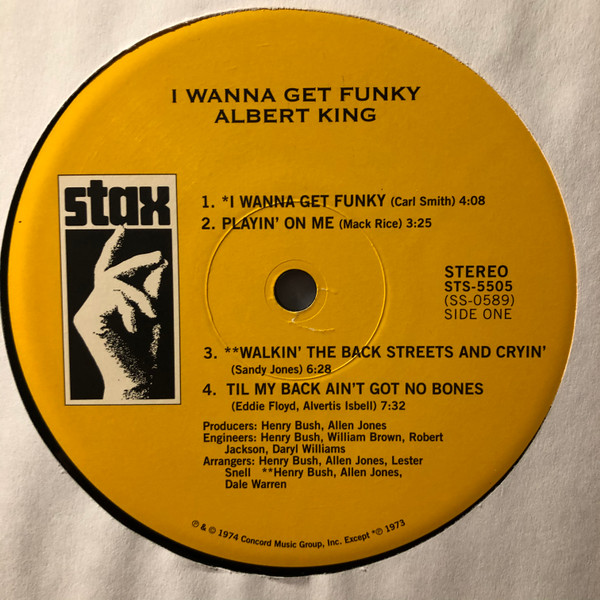 I WANNA GET FUNKY
ALBERT KING
stax
1. *I WANNA GET FUNKY (Carl Smith) 4:08
2. PLAYIN' ON ME (Mack Rice) 3:25
STEREO
STS-5505
(SS-0589)
SIDE ONE
3. **WALKIN' THE BACK STREETS AND CRYIN'
(Sandy Jones) 6:28
4. TIL MY BACK AIN'T GOT NO BONES
(Eddie Floyd, Alvertis Isbell) 7:32
Producers: Henry Bush, Allen Jones
Engineers: Henry Bush, William Brown, Robert
Jackson, Daryl Williams
Arrangers: Henry Bush, Allen Jones, Lester
Snell **Henry Bush, Allen Jones,
Dale Warren
℗ & © 1974 Concord Music Group, Inc. Except *℗ 1973